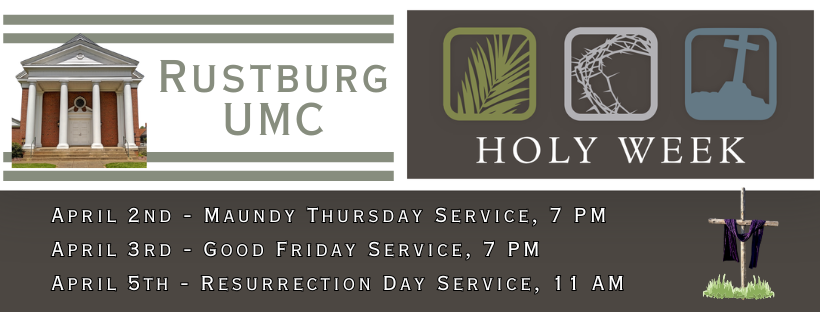 Rustburg
UMC
HOLY WEEK
April 2nd - Maundy Thursday Service, 7 PM
April 3rd - Good Friday Service, 7 PM
April 5th - Resurrection Day Service, 11 AM